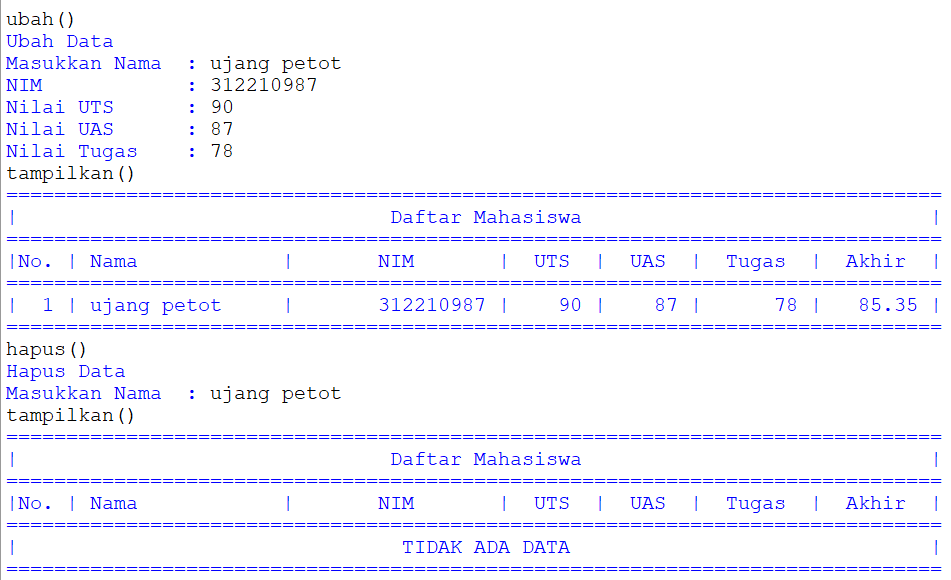 ubah()
Ubah Data
Masukkan Nama  : ujang petot
NIM            : 312210987
Nilai UTS      : 90
Nilai UAS      : 87
Nilai Tugas    : 78
tampilkan()
==============================================================================
|                               Daftar Mahasiswa                             |
==============================================================================
|No. | Nama            |       NIM       |  UTS  |  UAS  |  Tugas  |  Akhir  |
==============================================================================
|  1 | ujang petot     |       312210987 |    90 |    87 |      78 |   85.35 |
==============================================================================
hapus()
Hapus Data
Masukkan Nama  : ujang petot
tampilkan()
==============================================================================
|                               Daftar Mahasiswa                             |
==============================================================================
|No. | Nama            |       NIM       |  UTS  |  UAS  |  Tugas  |  Akhir  |
==============================================================================
|                                TIDAK ADA DATA                              |
==============================================================================